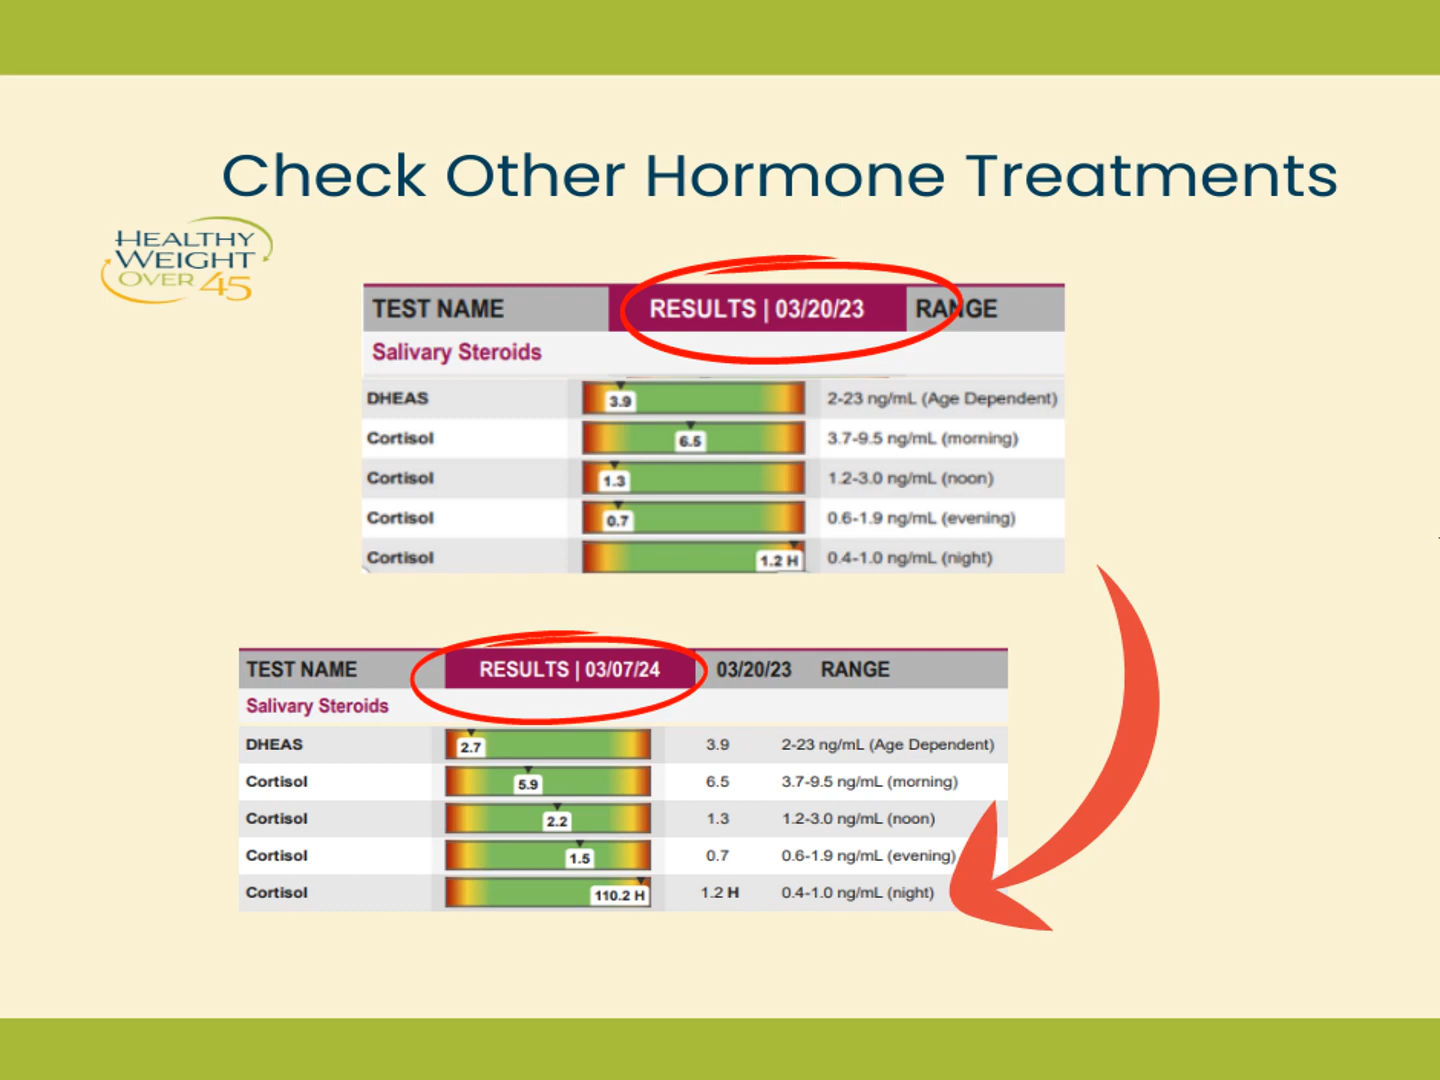 Check Other Hormone Treatments
HEALTHY
WEIGHT
OVER 45
TEST NAME RESULTS | 03/20/23 RANGE
Salivary Steroids
DHEAS 3.9 2-23 ng/mL (Age Dependent)
Cortisol 6.5 3.7-9.5 ng/mL (morning)
Cortisol 1.3 1.2-3.0 ng/mL (noon)
Cortisol 0.7 0.6-1.9 ng/mL (evening)
Cortisol 1.2 H 0.4-1.0 ng/mL (night)
TEST NAME RESULTS | 03/07/24 03/20/23 RANGE
Salivary Steroids
DHEAS 2.7 3.9 2-23 ng/mL (Age Dependent)
Cortisol 5.9 6.5 3.7-9.5 ng/mL (morning)
Cortisol 2.2 1.3 1.2-3.0 ng/mL (noon)
Cortisol 1.5 0.7 0.6-1.9 ng/mL (evening)
Cortisol 110.2 H 1.2 H 0.4-1.0 ng/mL (night)